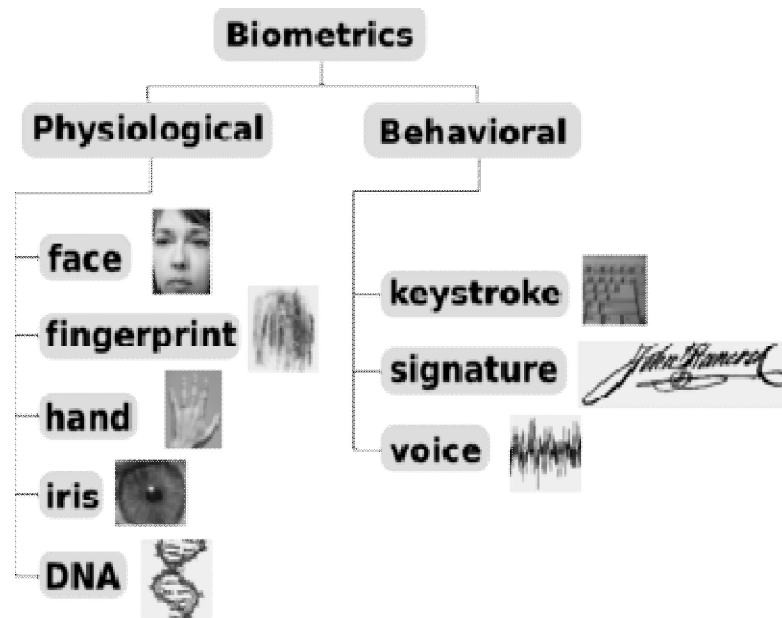 Biometrics
Physiological
Behavioral
face
fingerprint
hand
iris
DNA
keystroke
signature
voice